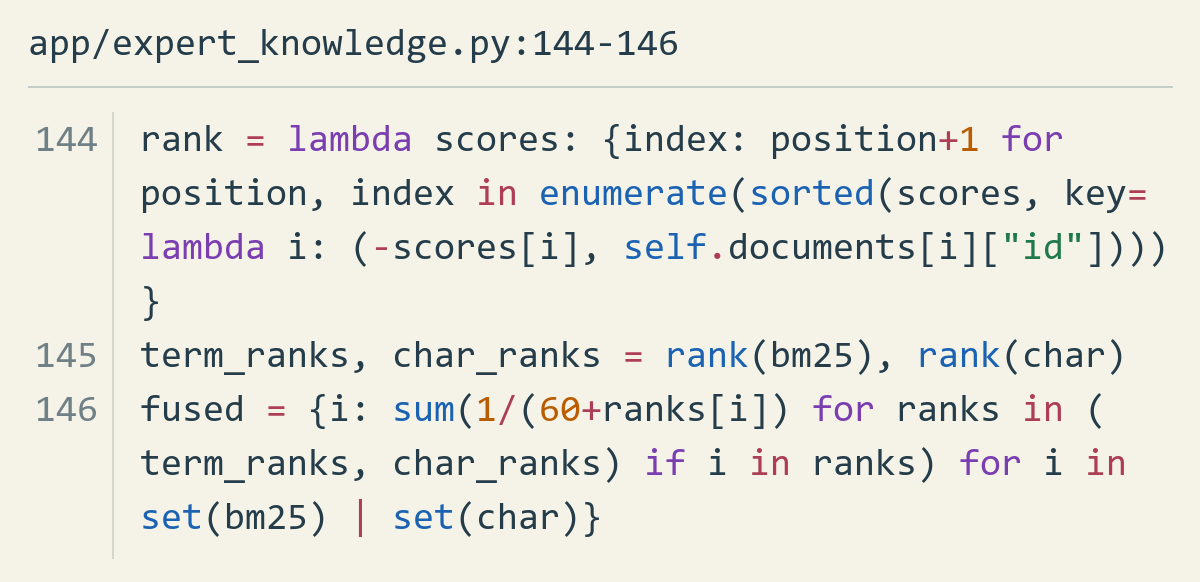 app/expert_knowledge.py:144-146
144 rank = lambda scores: {index: position+1 for
position, index in enumerate(sorted(scores, key=
lambda i: (-scores[i], self.documents[i]["id"])))
}
145 term_ranks, char_ranks = rank(bm25), rank(char)
146 fused = {i: sum(1/(60+ranks[i]) for ranks in (
term_ranks, char_ranks) if i in ranks) for i in
set(bm25) | set(char)}